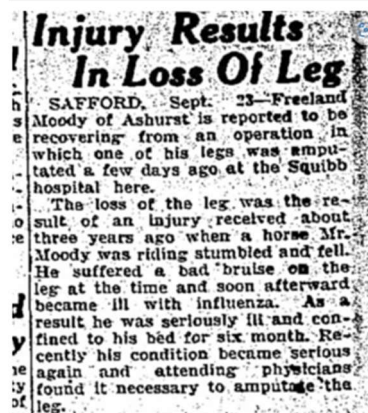 Injury Results
In Loss Of Leg
SAFFORD, Sept. 23—Freeland
Moody of Ashurst is reported to be
recovering from an operation in
which one of his legs was ampu-
tated a few days ago at the Squibb
hospital here.
The loss of the leg was the re-
sult of an injury received about
three years ago when a horse Mr.
Moody was riding stumbled and fell.
He suffered a bad bruise on the
leg at the time and soon afterward
became ill with influenza. As a
result he was seriously ill and con-
fined to his bed for six month. Re-
cently his condition became serious
again and attending physicians
found it necessary to amputate the
leg.